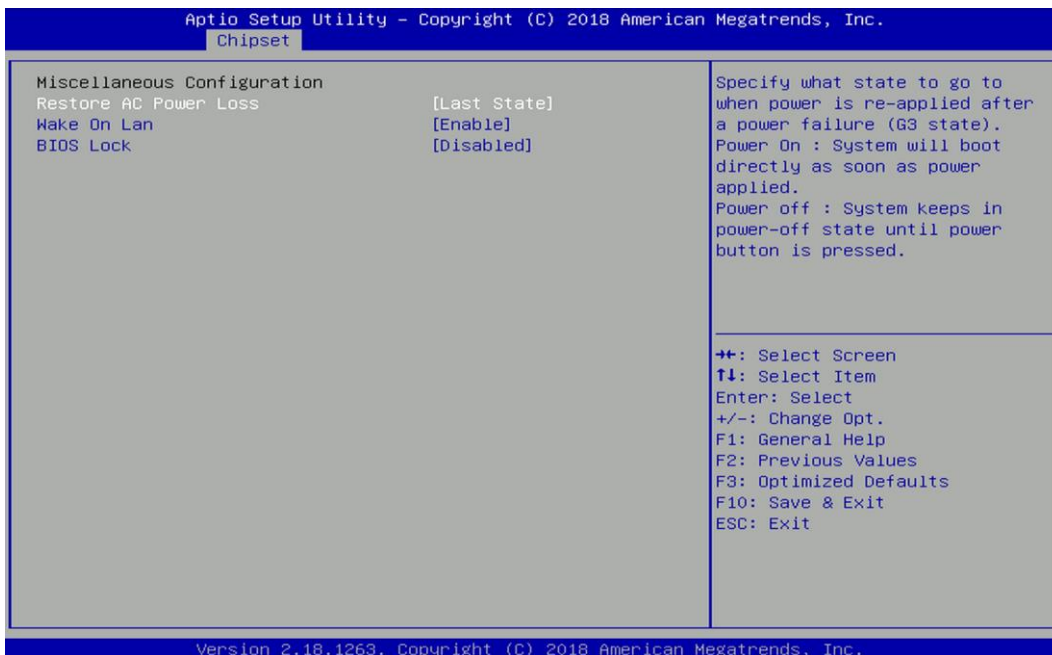 Aptio Setup Utility – Copyright (C) 2018 American Megatrends, Inc.
Chipset
Miscellaneous Configuration
Restore AC Power Loss [Last State]
Wake On Lan [Enable]
BIOS Lock [Disabled]
Specify what state to go to
when power is re-applied after
a power failure (G3 state).
Power On : System will boot
directly as soon as power
applied.
Power off : System keeps in
power-off state until power
button is pressed.
→←: Select Screen
↑↓: Select Item
Enter: Select
+/-: Change Opt.
F1: General Help
F2: Previous Values
F3: Optimized Defaults
F10: Save & Exit
ESC: Exit
Version 2.18.1263. Copyright (C) 2018 American Megatrends, Inc.